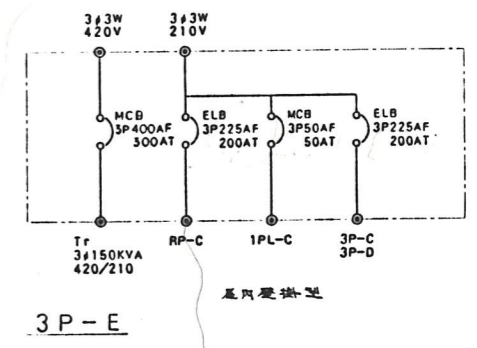 3φ3W
420V
3φ3W
210V
MCB
3P400AF
300AT
ELB
3P225AF
200AT
MCB
3P50AF
50AT
ELB
3P225AF
200AT
Tr
3φ150KVA
420/210
RP-C
1PL-C
3P-C
3P-D
屋内壁掛型
3P-E